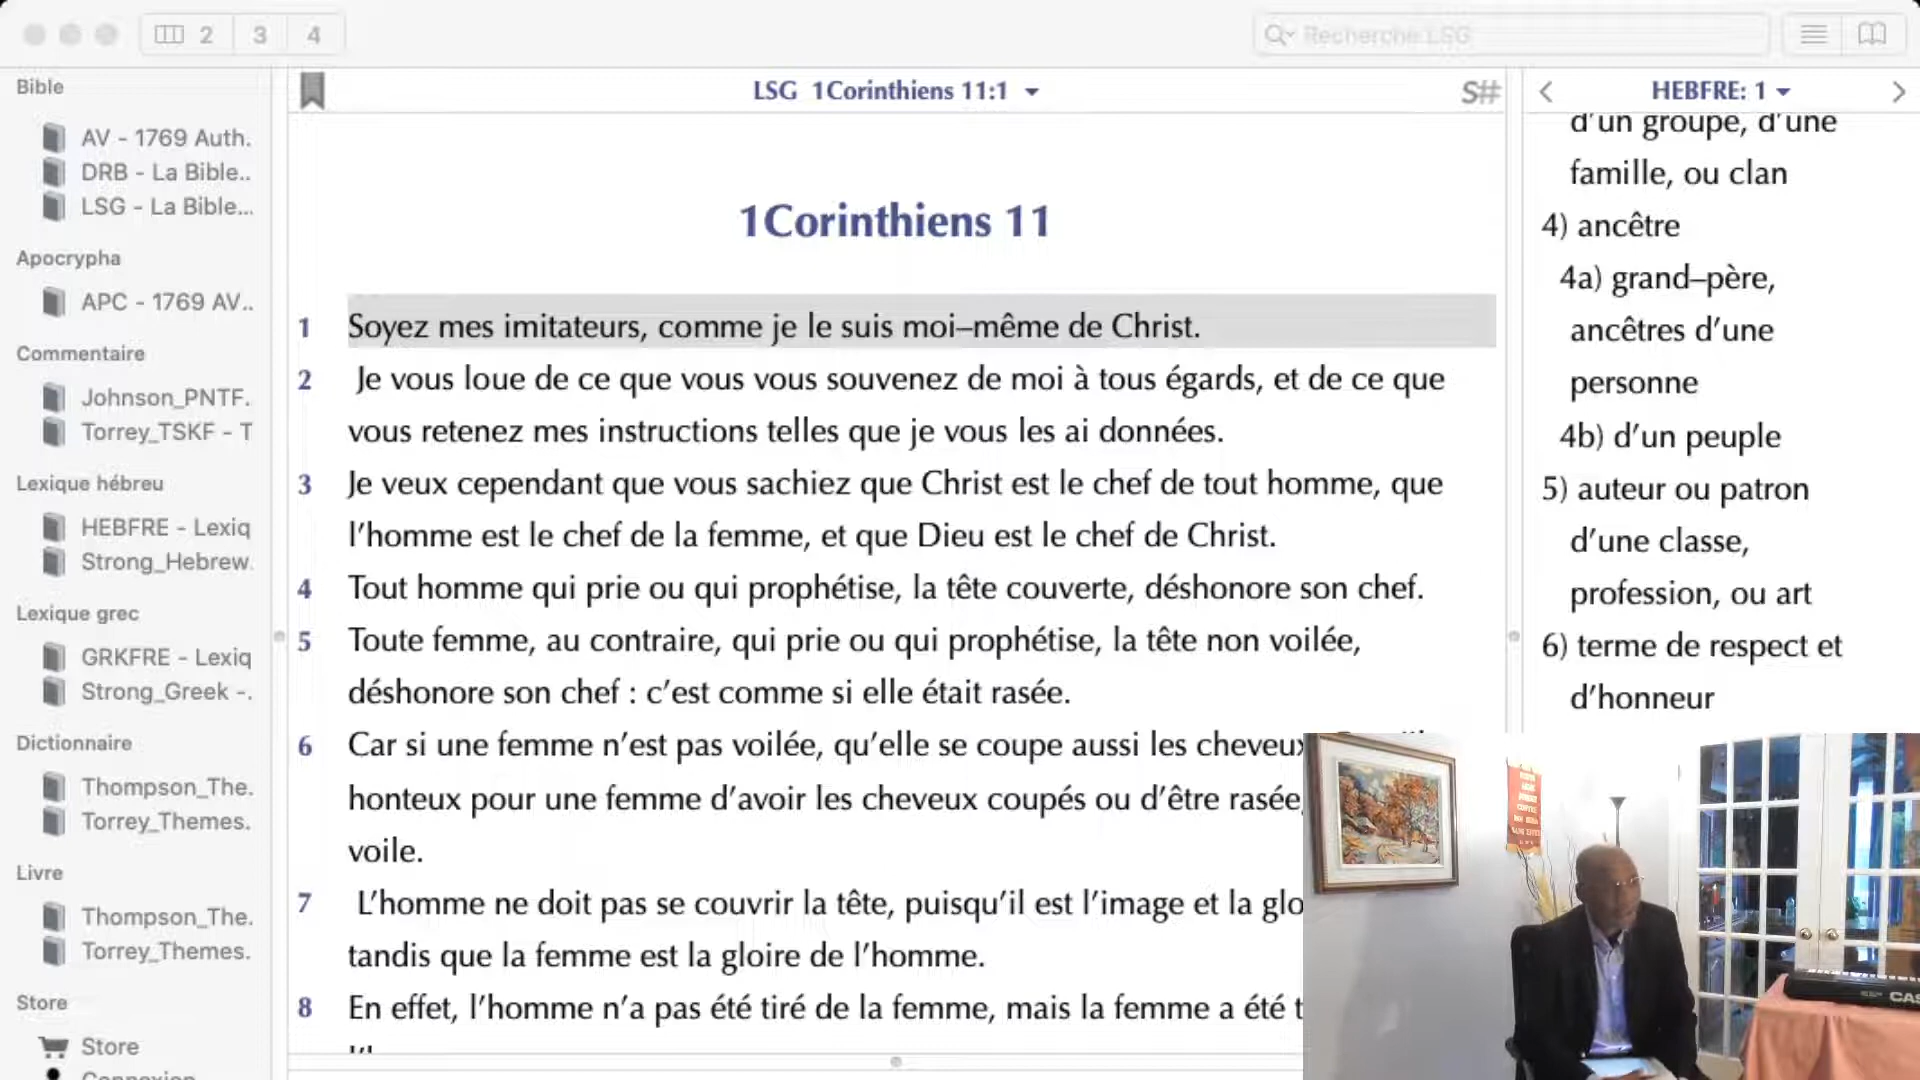 2
3
4
Recherche LSG
Bible
AV - 1769 Auth.
DRB - La Bible..
LSG - La Bible...
Apocrypha
APC - 1769 AV..
Commentaire
Johnson_PNTF.
Torrey_TSKF - T
Lexique hébreu
HEBFRE - Lexiq
Strong_Hebrew.
Lexique grec
GRKFRE - Lexiq
Strong_Greek -.
Dictionnaire
Thompson_The.
Torrey_Themes.
Livre
Thompson_The.
Torrey_Themes.
Store
Store
Connexion
LSG 1Corinthiens 11:1
S#
1Corinthiens 11
1 Soyez mes imitateurs, comme je le suis moi–même de Christ.
2 Je vous loue de ce que vous vous souvenez de moi à tous égards, et de ce que
vous retenez mes instructions telles que je vous les ai données.
3 Je veux cependant que vous sachiez que Christ est le chef de tout homme, que
l’homme est le chef de la femme, et que Dieu est le chef de Christ.
4 Tout homme qui prie ou qui prophétise, la tête couverte, déshonore son chef.
5 Toute femme, au contraire, qui prie ou qui prophétise, la tête non voilée,
déshonore son chef : c’est comme si elle était rasée.
6 Car si une femme n’est pas voilée, qu’elle se coupe aussi les cheveux
honteux pour une femme d’avoir les cheveux coupés ou d’être rasée,
voile.
7 L’homme ne doit pas se couvrir la tête, puisqu’il est l’image et la glo
tandis que la femme est la gloire de l’homme.
8 En effet, l’homme n’a pas été tiré de la femme, mais la femme a été t
HEBFRE: 1
d’un groupe, d’une
famille, ou clan
4) ancêtre
4a) grand–père,
ancêtres d’une
personne
4b) d’un peuple
5) auteur ou patron
d’une classe,
profession, ou art
6) terme de respect et
d’honneur
CAS